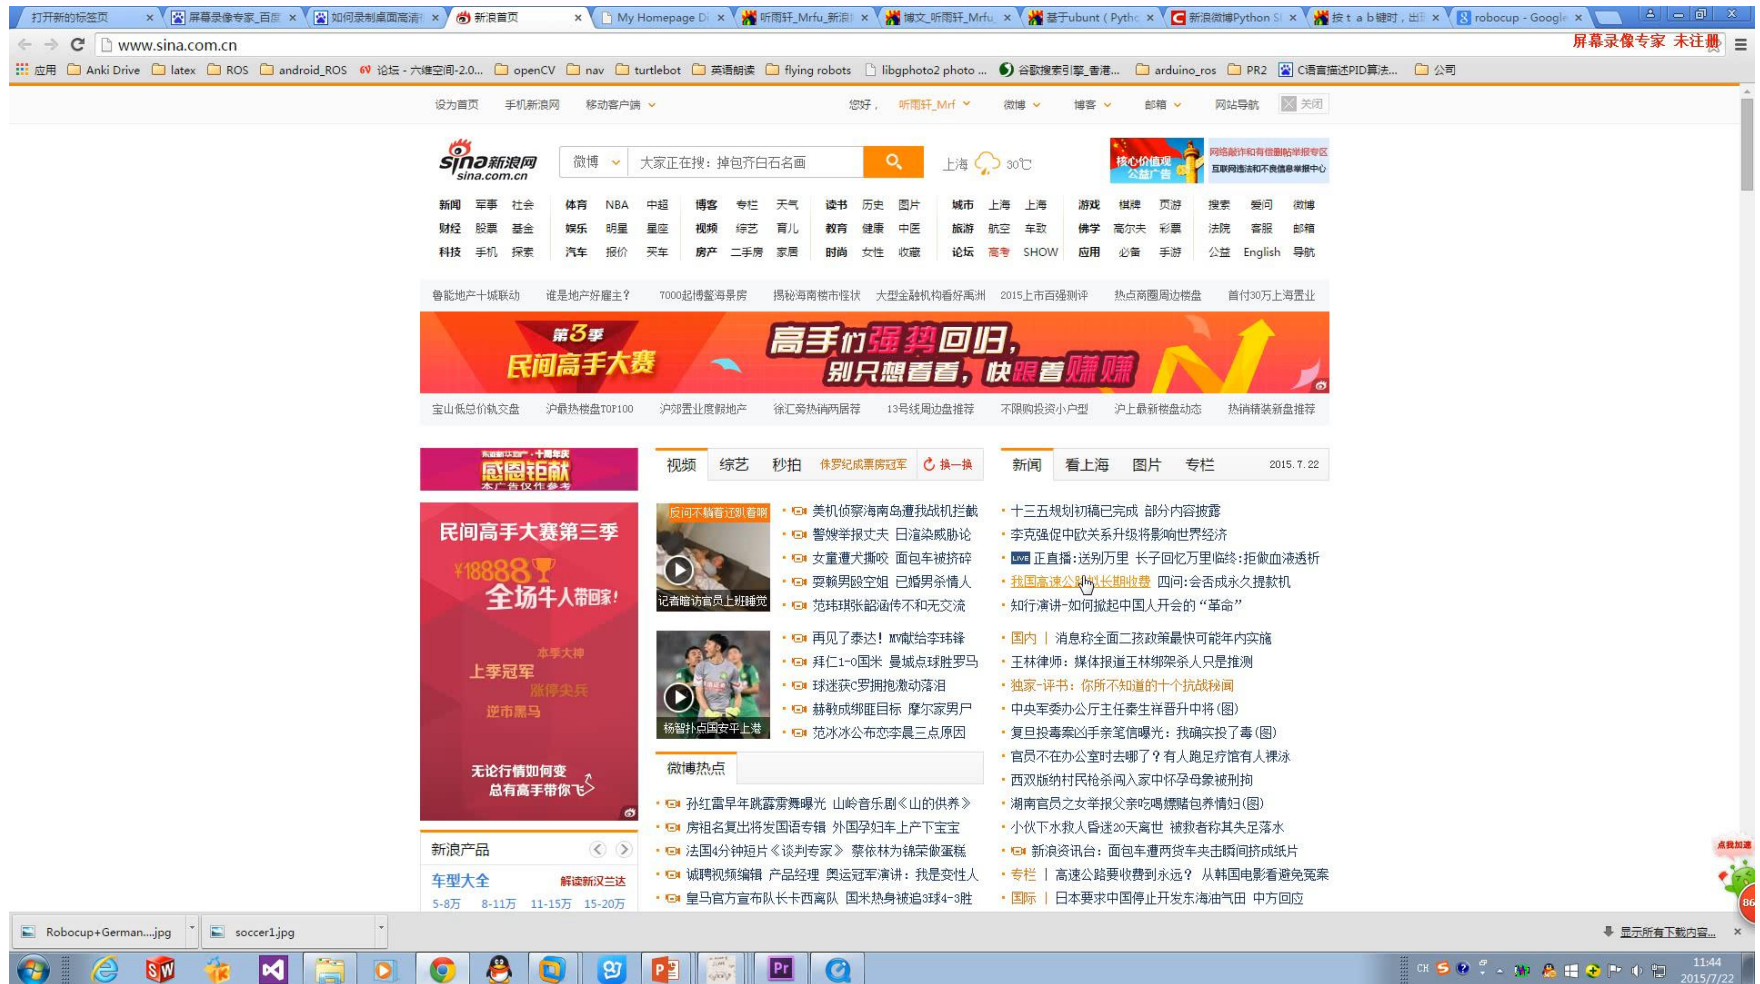 打开新的标签页 屏幕录像专家_百度 如何录制桌面高清 新浪首页 My Homepage Di 听雨轩_Mrfu_新浪 博文_听雨轩_Mrfu_ 基于ubunt ( Pytho 新浪微博Python S 按t a b键时，出 robocup - Google
www.sina.com.cn
屏幕录像专家 未注册
应用 Anki Drive latex ROS android_ROS 论坛 - 六维空间-2.0... openCV nav turtlebot 英语朗读 flying robots libgphoto2 photo ... 谷歌搜索引擎_香港... arduino_ros PR2 C语言描述PID算法... 公司
设为首页 手机新浪网 移动客户端 您好， 听雨轩_Mrf 微博 博客 邮箱 网站导航 关闭
sina新浪网
sina.com.cn
微博 大家正在搜：掉包齐白石名画 上海 30℃
核心价值观
公益广告
网络敲诈和有偿删帖举报专区
互联网违法和不良信息举报中心
新闻 军事 社会 体育 NBA 中超 博客 专栏 天气 读书 历史 图片 城市 上海 上海 游戏 棋牌 页游 搜索 爱问 微博
财经 股票 基金 娱乐 明星 星座 视频 综艺 育儿 教育 健康 中医 旅游 航空 车致 佛学 高尔夫 彩票 法院 客服 邮箱
科技 手机 探索 汽车 报价 买车 房产 二手房 家居 时尚 女性 收藏 论坛 高考 SHOW 应用 必备 手游 公益 English 导航
鲁能地产十城联动 谁是地产好雇主？ 7000起博鳌海景房 揭秘海南楼市怪状 大型金融机构看好禹洲 2015上市百强测评 热点商圈周边楼盘 首付30万上海置业
第3季
民间高手大赛
高手们强势回归，
别只想看看，快跟着赚赚
宝山低总价轨交盘 沪最热楼盘TOP100 沪郊置业度假地产 徐汇旁热销两居荐 13号线周边盘推荐 不限购投资小户型 沪上最新楼盘动态 热销精装新盘推荐
感恩钜献
本广告仅作参考
视频 综艺 秒拍 侏罗纪成票房冠军 换一换
新闻 看上海 图片 专栏 2015.7.22
民间高手大赛第三季
¥18888
全场牛人带回家!
本季大神
上季冠军
涨停尖兵
逆市黑马
无论行情如何变
总有高手带你飞
反问不躺着还趴着啊
记者暗访官员上班睡觉
美机侦察海南岛遭我战机拦截
警嫂举报丈夫 日渲染威胁论
女童遭犬撕咬 面包车被挤碎
耍赖男殴空姐 已婚男杀情人
范玮琪张韶涵传不和无交流
杨智扑点国安平上港
再见了泰达！MV献给李玮锋
拜仁1-0国米 曼城点球胜罗马
球迷获C罗拥抱激动落泪
赫敏成绑匪目标 摩尔家男尸
范冰冰公布恋李晨三点原因
微博热点
孙红雷早年跳霹雳舞曝光 山岭音乐剧《山的供养》
房祖名复出将发国语专辑 外国孕妇车上产下宝宝
法国4分钟短片《谈判专家》 蔡依林为锦荣做蛋糕
诚聘视频编辑 产品经理 奥运冠军演讲：我是变性人
皇马官方宣布队长卡西离队 国米热身被追3球4-3胜
十三五规划初稿已完成 部分内容披露
李克强促中欧关系升级将影响世界经济
LIVE 正直播:送别万里 长子回忆万里临终:拒做血液透析
我国高速公路拟长期收费 四问:会否成永久提款机
知行演讲-如何掀起中国人开会的“革命”
国内 | 消息称全面二孩政策最快可能年内实施
王林律师：媒体报道王林绑架杀人只是推测
独家-评书：你所不知道的十个抗战秘闻
中央军委办公厅主任秦生祥晋升中将(图)
复旦投毒案凶手亲笔信曝光：我确实投了毒(图)
官员不在办公室时去哪了？有人跑足疗馆有人裸泳
西双版纳村民枪杀闯入家中怀孕母象被刑拘
湖南官员之女举报父亲吃喝嫖赌包养情妇(图)
小伙下水救人昏迷20天离世 被救者称其失足落水
新浪资讯台：面包车遭两货车夹击瞬间挤成纸片
专栏 | 高速公路要收费到永远？ 从韩国电影看避免冤案
国际 | 日本要求中国停止开发东海油气田 中方回应
新浪产品
车型大全 解读新汉兰达
5-8万 8-11万 11-15万 15-20万
点我加速
86
Robocup+German....jpg soccer1.jpg 显示所有下载内容...
CH 11:44
2015/7/22